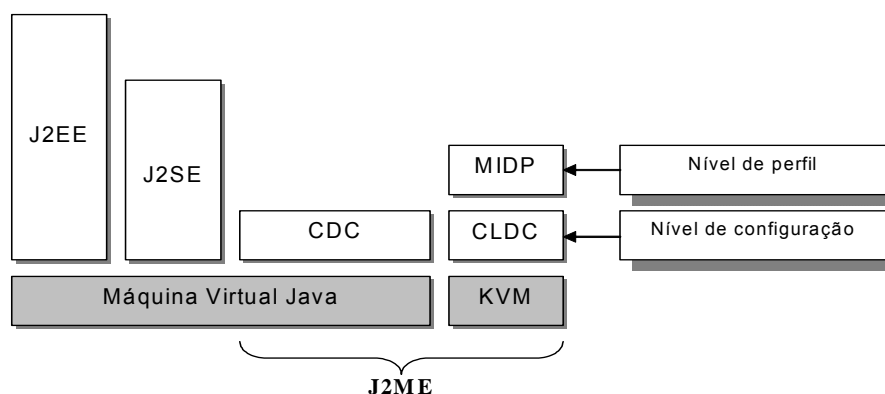 J2EE
J2SE
MIDP
Nível de perfil
CDC
CLDC
Nível de configuração
Máquina Virtual Java
KVM
J2ME